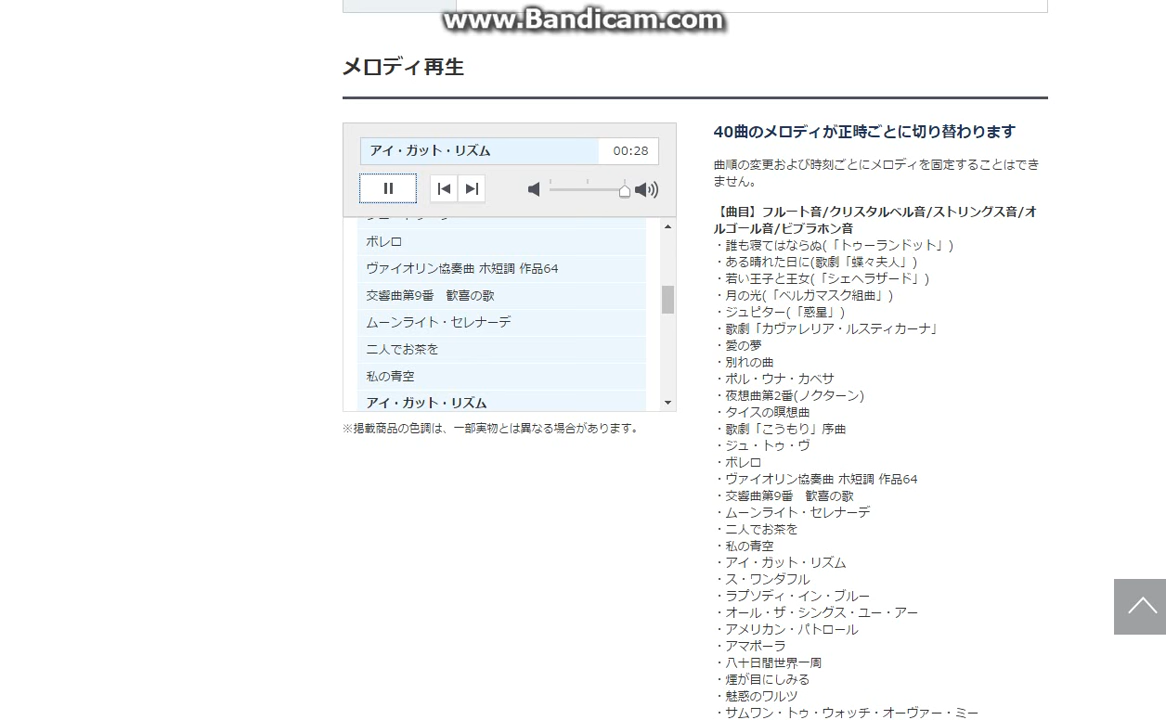 www.Bandicam.com
メロディ再生
アイ・ガット・リズム 00:28
ボレロ
ヴァイオリン協奏曲 ホ短調 作品64
交響曲第9番　歓喜の歌
ムーンライト・セレナーデ
二人でお茶を
私の青空
アイ・ガット・リズム
※掲載商品の色調は、一部実物とは異なる場合があります。
40曲のメロディが正時ごとに切り替わります
曲順の変更および時刻ごとにメロディを固定することはでき
ません。
【曲目】フルート音/クリスタルベル音/ストリングス音/オ
ルゴール音/ビブラホン音
・誰も寝てはならぬ(「トゥーランドット」)
・ある晴れた日に(歌劇「蝶々夫人」)
・若い王子と王女(「シェヘラザード」)
・月の光(「ベルガマスク組曲」)
・ジュピター(「惑星」)
・歌劇「カヴァレリア・ルスティカーナ」
・愛の夢
・別れの曲
・ポル・ウナ・カベサ
・夜想曲第2番(ノクターン)
・タイスの瞑想曲
・歌劇「こうもり」序曲
・ジュ・トゥ・ヴ
・ボレロ
・ヴァイオリン協奏曲 ホ短調 作品64
・交響曲第9番　歓喜の歌
・ムーンライト・セレナーデ
・二人でお茶を
・私の青空
・アイ・ガット・リズム
・ス・ワンダフル
・ラプソディ・イン・ブルー
・オール・ザ・シングス・ユー・アー
・アメリカン・パトロール
・アマポーラ
・八十日間世界一周
・煙が目にしみる
・魅惑のワルツ
・サムワン・トゥ・ウォッチ・オーヴァー・ミー